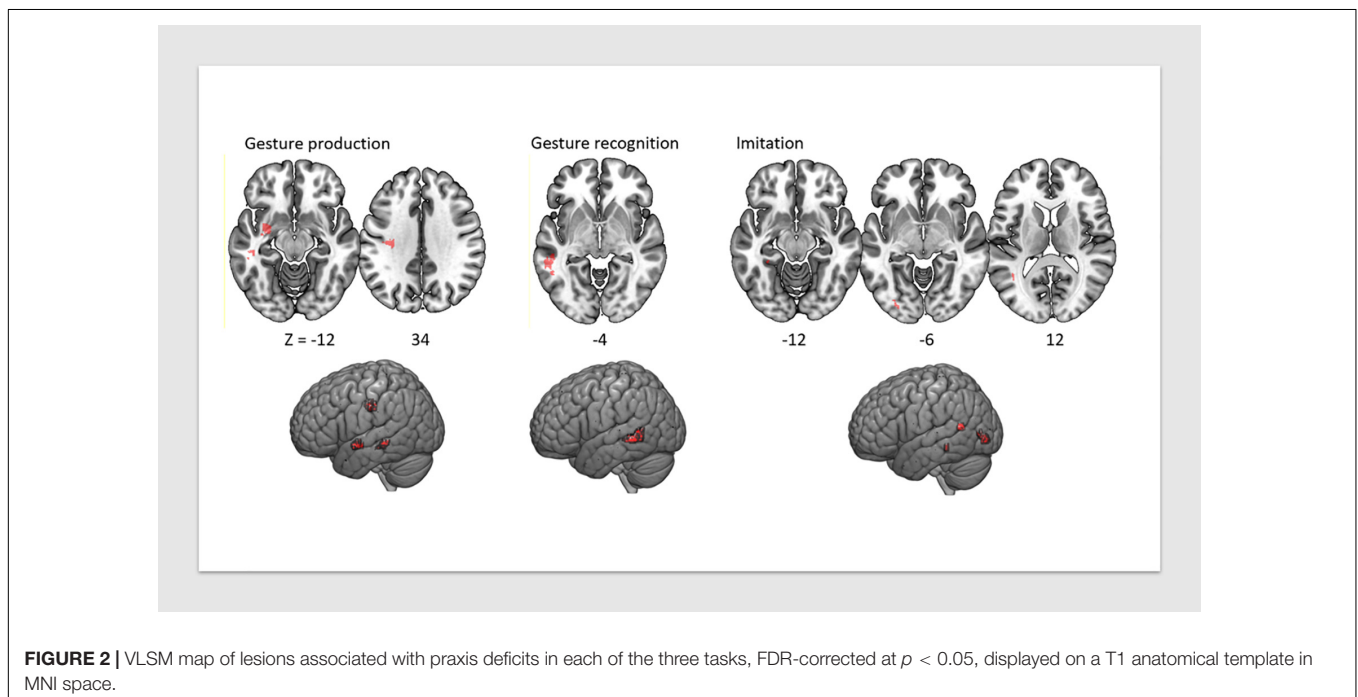 Gesture production
Gesture recognition
Imitation
Z = -12
34
-4
-12
-6
12
FIGURE 2 | VLSM map of lesions associated with praxis deficits in each of the three tasks, FDR-corrected at p < 0.05, displayed on a T1 anatomical template in
MNI space.